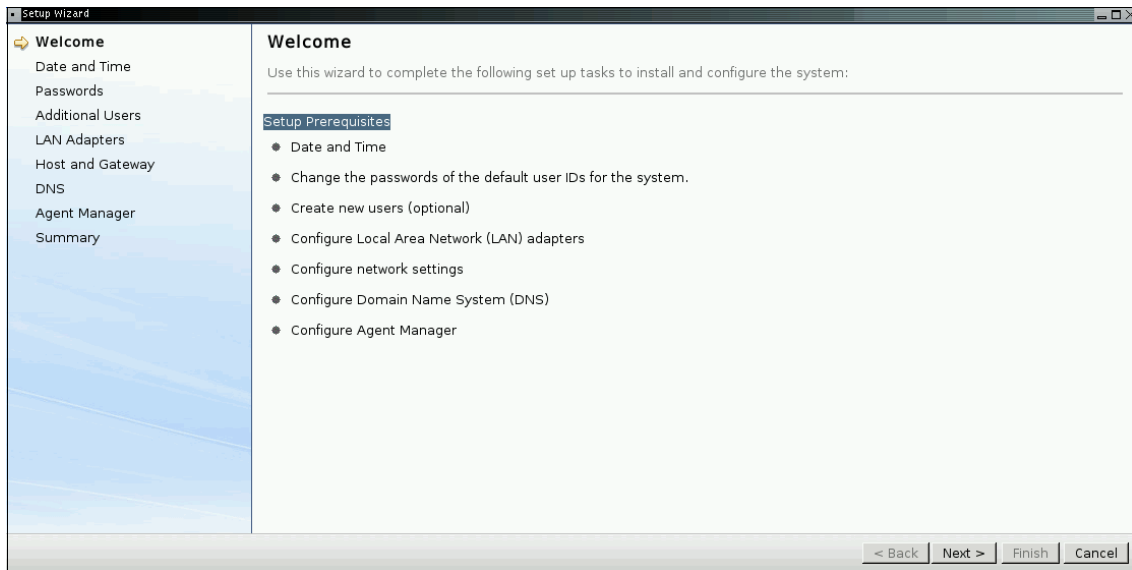 Setup Wizard
Welcome
Date and Time
Passwords
Additional Users
LAN Adapters
Host and Gateway
DNS
Agent Manager
Summary
Welcome
Use this wizard to complete the following set up tasks to install and configure the system:
Setup Prerequisites
Date and Time
Change the passwords of the default user IDs for the system.
Create new users (optional)
Configure Local Area Network (LAN) adapters
Configure network settings
Configure Domain Name System (DNS)
Configure Agent Manager
< Back Next > Finish Cancel